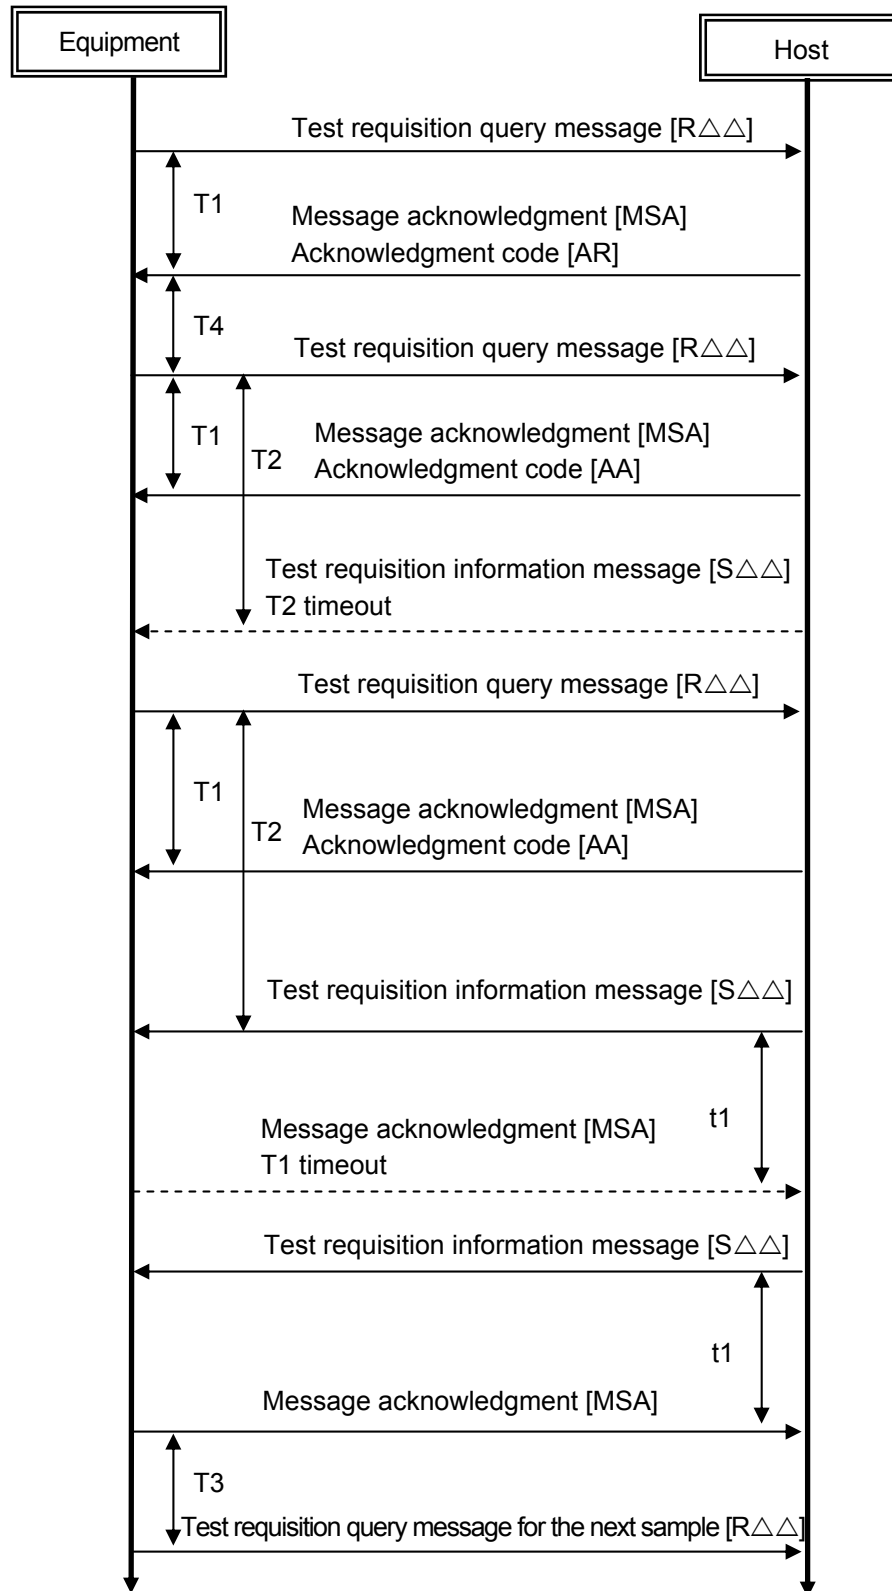 Equipment
Host
Test requisition query message [R△△]
T1
Message acknowledgment [MSA]
Acknowledgment code [AR]
T4
Test requisition query message [R△△]
T1
T2
Message acknowledgment [MSA]
Acknowledgment code [AA]
Test requisition information message [S△△]
T2 timeout
Test requisition query message [R△△]
T1
T2
Message acknowledgment [MSA]
Acknowledgment code [AA]
Test requisition information message [S△△]
t1
Message acknowledgment [MSA]
T1 timeout
Test requisition information message [S△△]
t1
Message acknowledgment [MSA]
T3
Test requisition query message for the next sample [R△△]